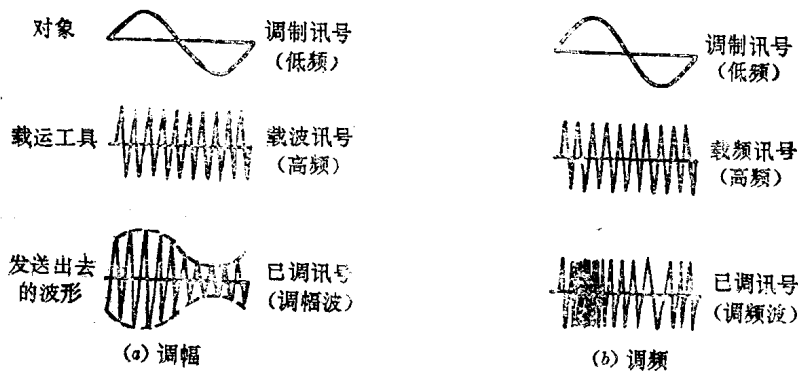 对象
调制讯号
(低频)
载运工具
载波讯号
(高频)
发送出去
的波形
已调讯号
(调幅波)
(a) 调幅
调制讯号
(低频)
载频讯号
(高频)
已调讯号
(调频波)
(b) 调频